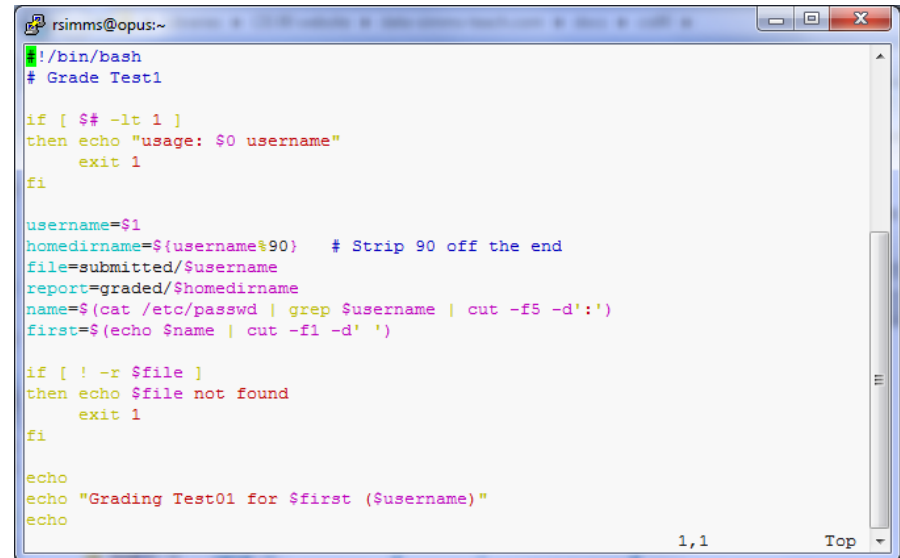 rsimms@opus:~
#!/bin/bash
# Grade Test1
if [ $# -lt 1 ]
then echo "usage: $0 username"
exit 1
fi
username=$1
homedirname=${username%90} # Strip 90 off the end
file=submitted/$username
report=graded/$homedirname
name=$(cat /etc/passwd | grep $username | cut -f5 -d':')
first=$(echo $name | cut -f1 -d' ')
if [ ! -r $file ]
then echo $file not found
exit 1
fi
echo
echo "Grading Test01 for $first ($username)"
echo
1,1 Top